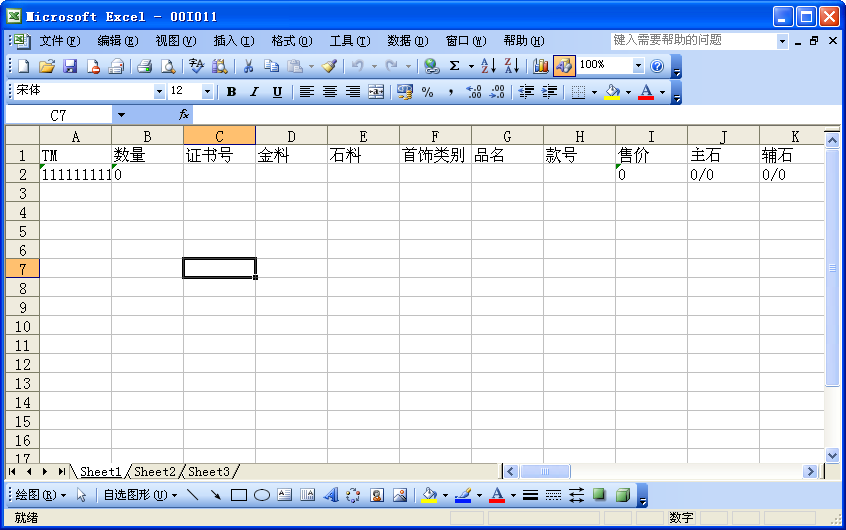 Microsoft Excel - 00I011
文件(F) 编辑(E) 视图(V) 插入(I) 格式(O) 工具(T) 数据(D) 窗口(W) 帮助(H) 键入需要帮助的问题
100%
宋体 12 B I U
C7 fx
A B C D E F G H I J K
1 TM 数量 证书号 金料 石料 首饰类别 品名 款号 售价 主石 辅石
2 111111111 0 0 0/0 0/0
3
4
5
6
7
8
9
10
11
12
13
14
15
16
17
Sheet1 Sheet2 Sheet3
绘图(R) 自选图形(U)
就绪 数字